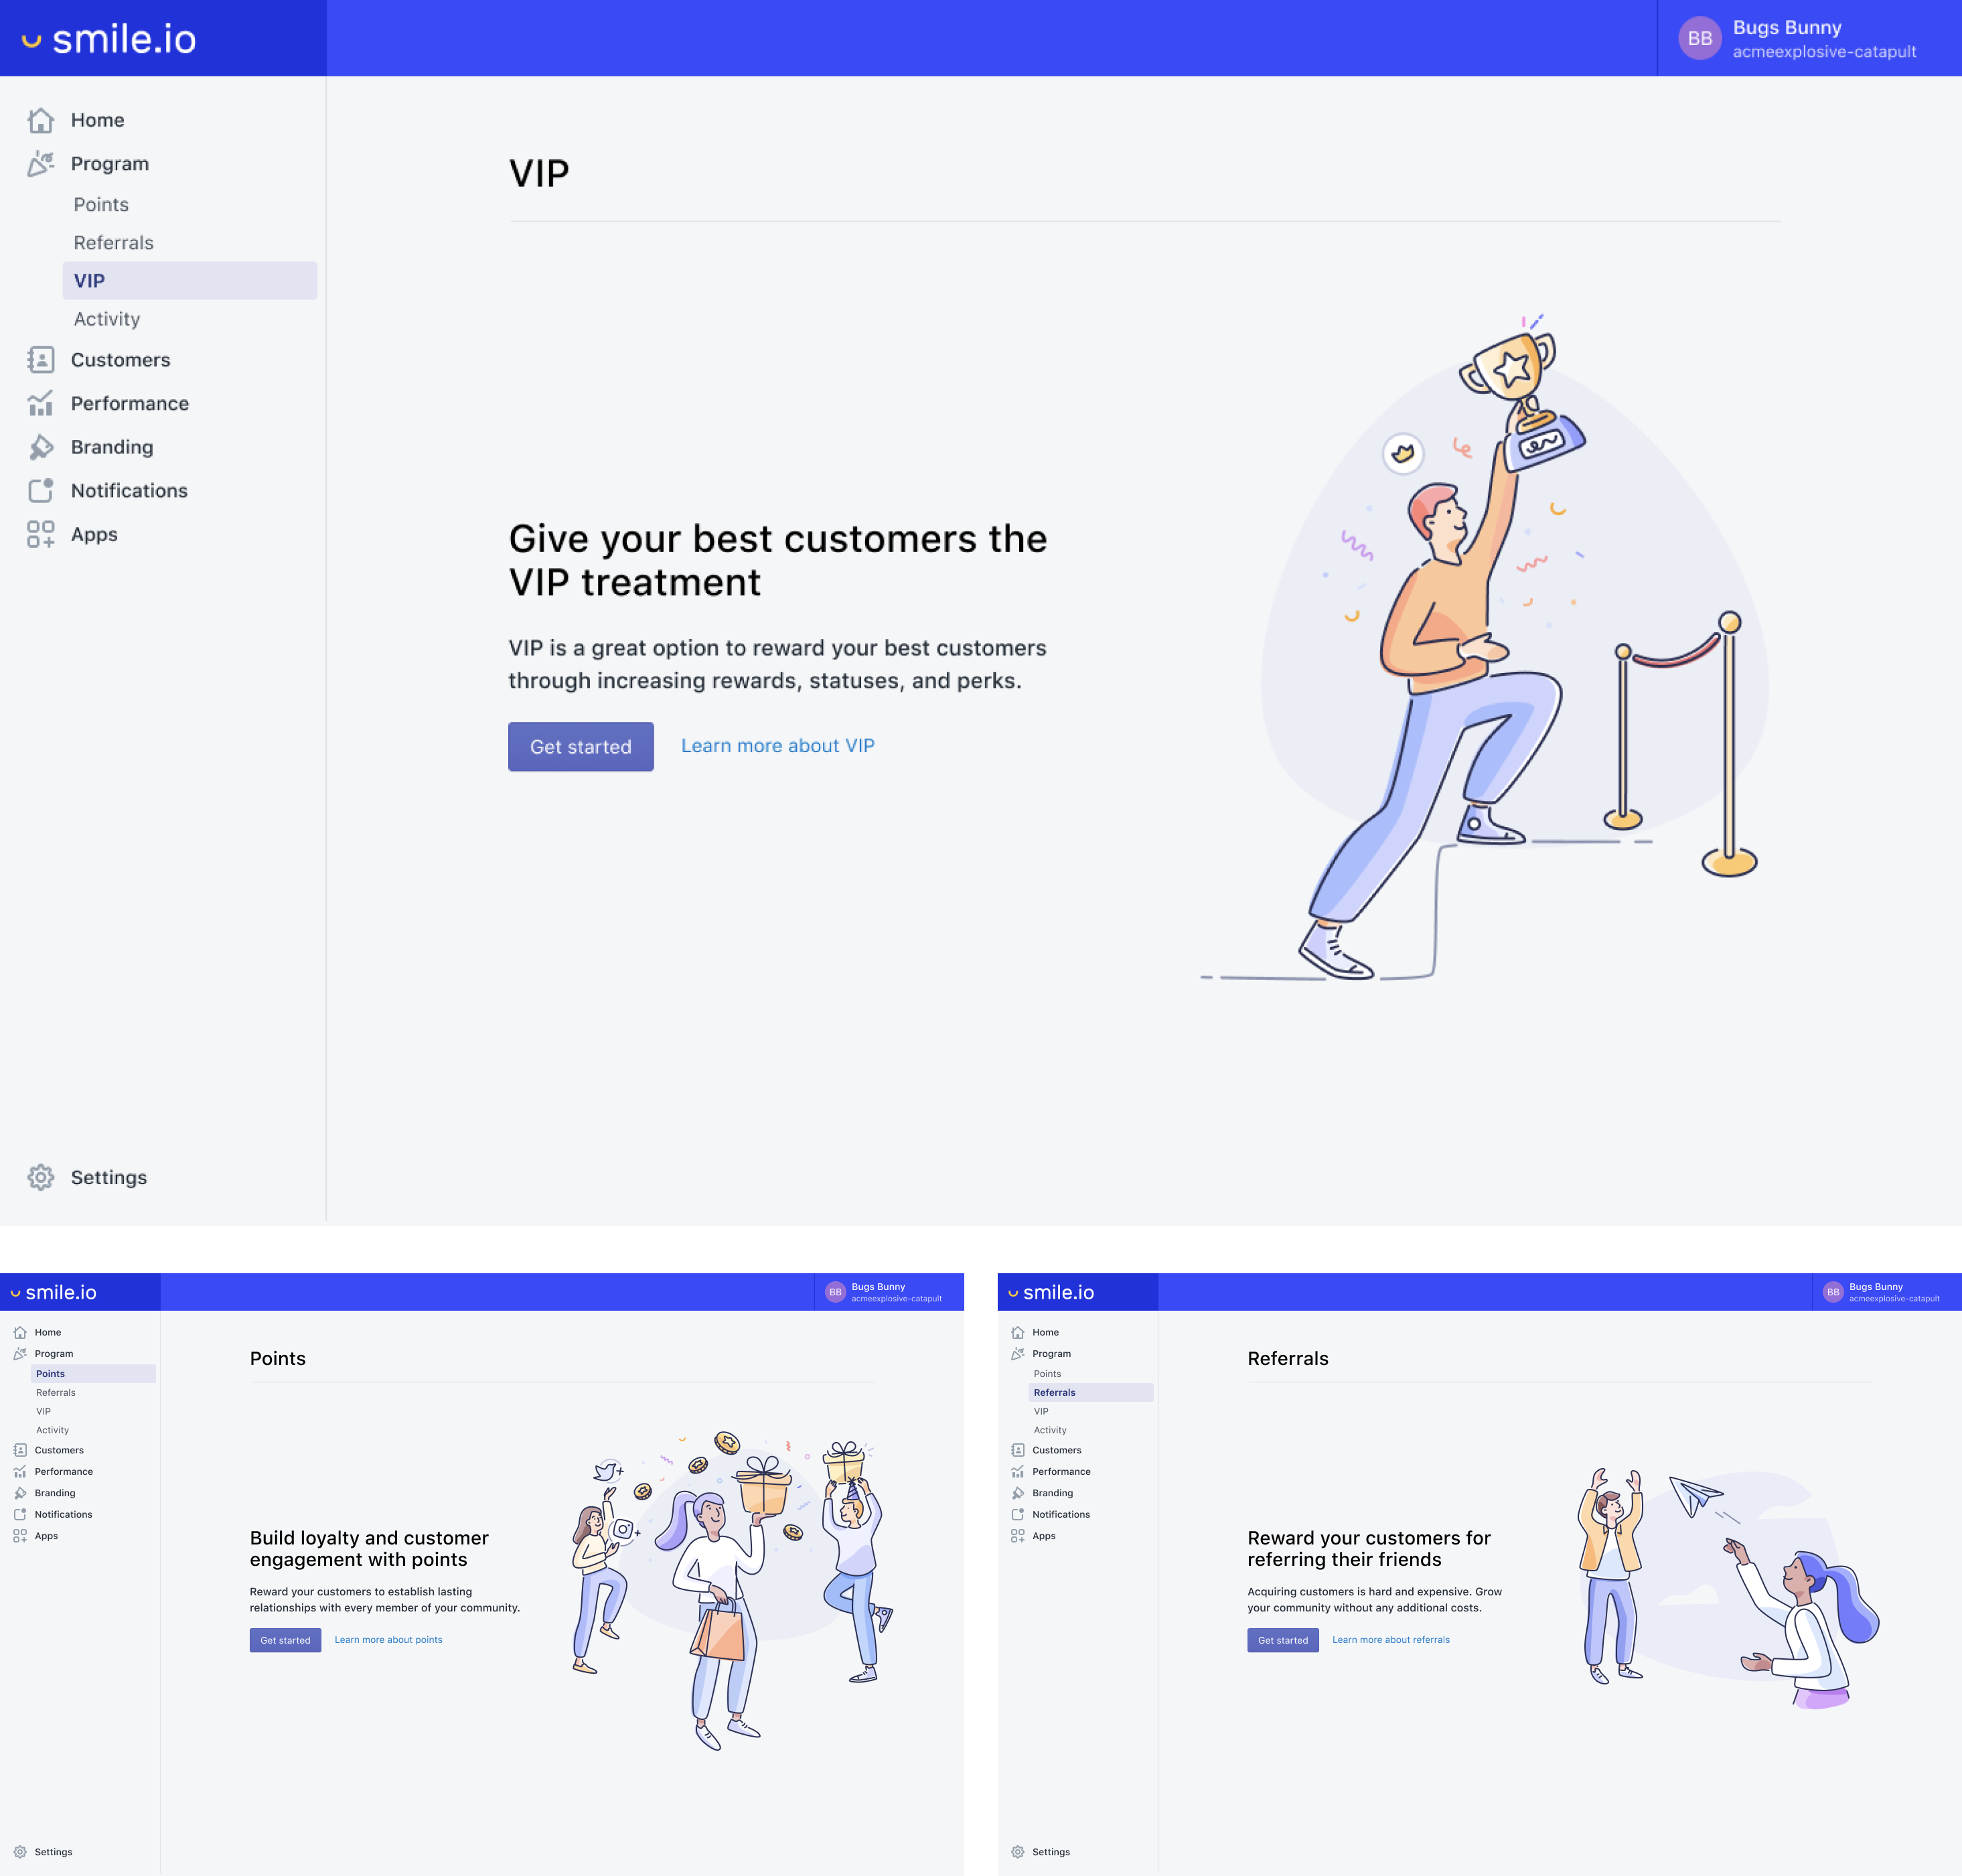 smile.io
BB
Bugs Bunny
acmeexplosive-catapult
Home
Program
Points
Referrals
VIP
Activity
Customers
Performance
Branding
Notifications
Apps
Settings
VIP
Give your best customers the
VIP treatment
VIP is a great option to reward your best customers
through increasing rewards, statuses, and perks.
Get started
Learn more about VIP
smile.io
BB
Bugs Bunny
acmeexplosive-catapult
Home
Program
Points
Referrals
VIP
Activity
Customers
Performance
Branding
Notifications
Apps
Settings
Points
Build loyalty and customer
engagement with points
Reward your customers to establish lasting
relationships with every member of your community.
Get started
Learn more about points
smile.io
BB
Bugs Bunny
acmeexplosive-catapult
Home
Program
Points
Referrals
VIP
Activity
Customers
Performance
Branding
Notifications
Apps
Settings
Referrals
Reward your customers for
referring their friends
Acquiring customers is hard and expensive. Grow
your community without any additional costs.
Get started
Learn more about referrals